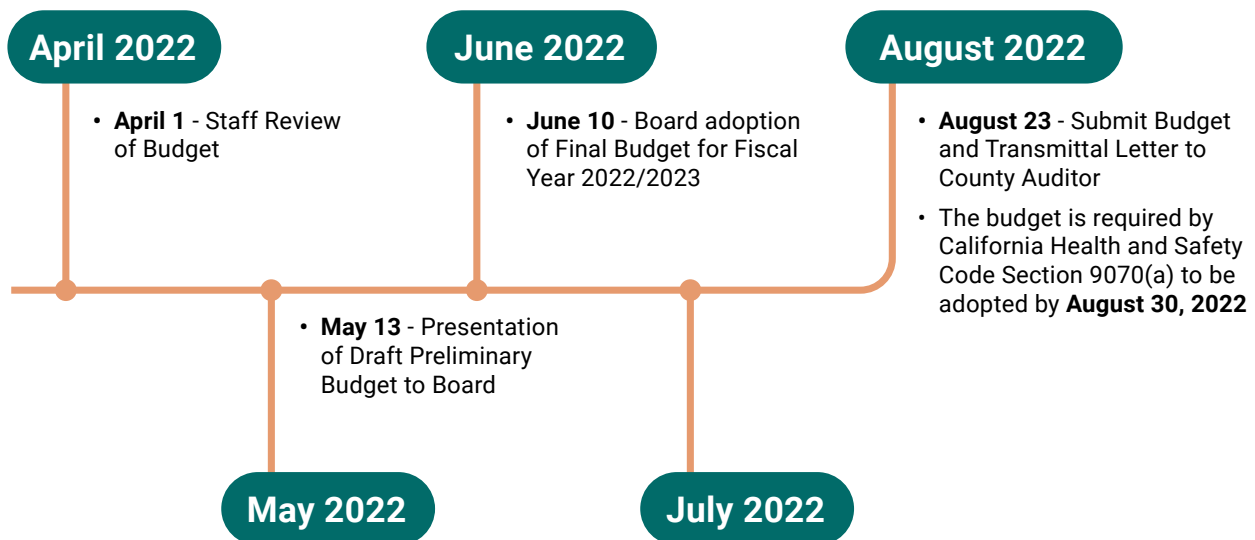 April 2022
• April 1 - Staff Review
of Budget
May 2022
• May 13 - Presentation
of Draft Preliminary
Budget to Board
June 2022
• June 10 - Board adoption
of Final Budget for Fiscal
Year 2022/2023
July 2022
August 2022
• August 23 - Submit Budget
and Transmittal Letter to
County Auditor
• The budget is required by
California Health and Safety
Code Section 9070(a) to be
adopted by August 30, 2022